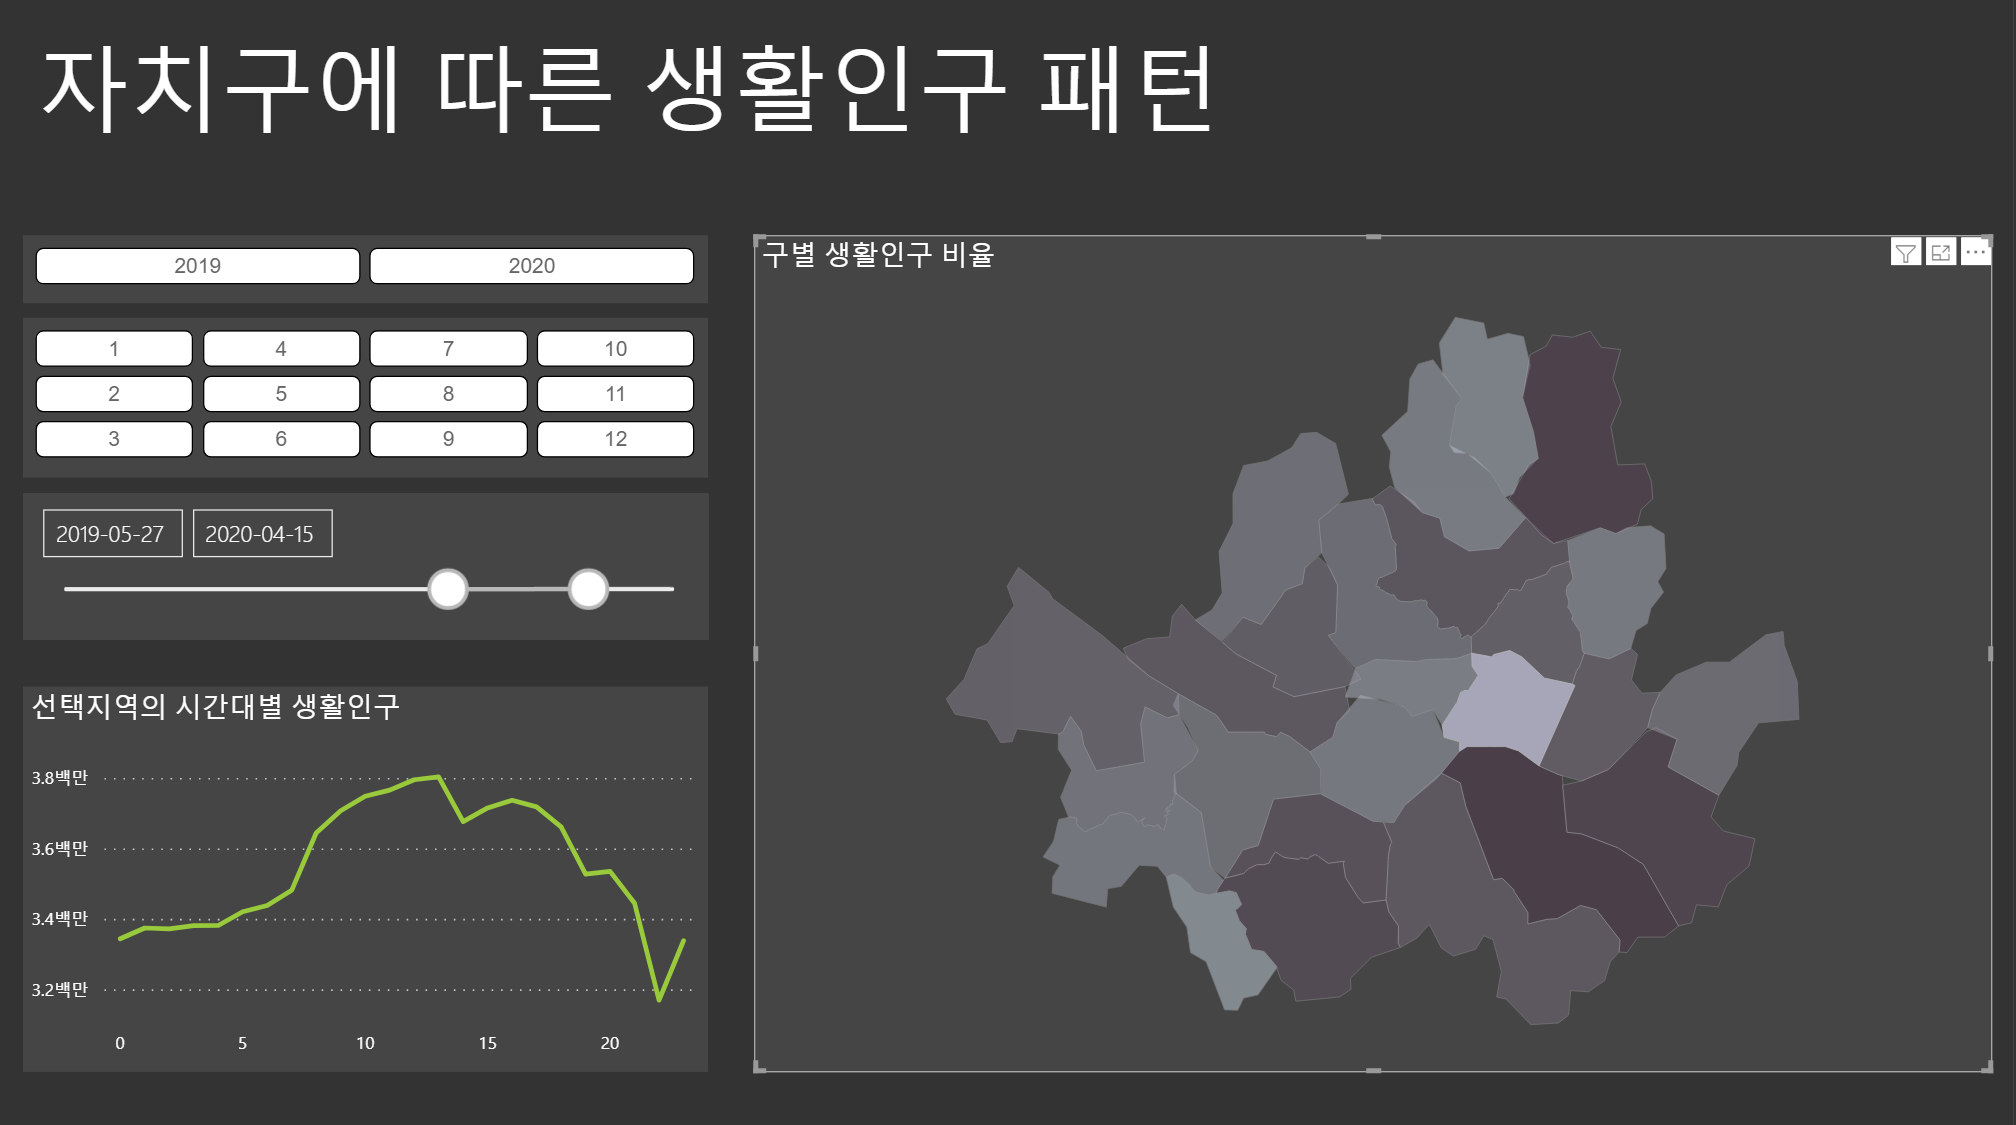 자치구에 따른 생활인구 패턴
2019 2020
1 4 7 10
2 5 8 11
3 6 9 12
2019-05-27 2020-04-15
선택지역의 시간대별 생활인구
3.8백만
3.6백만
3.4백만
3.2백만
0 5 10 15 20
구별 생활인구 비율